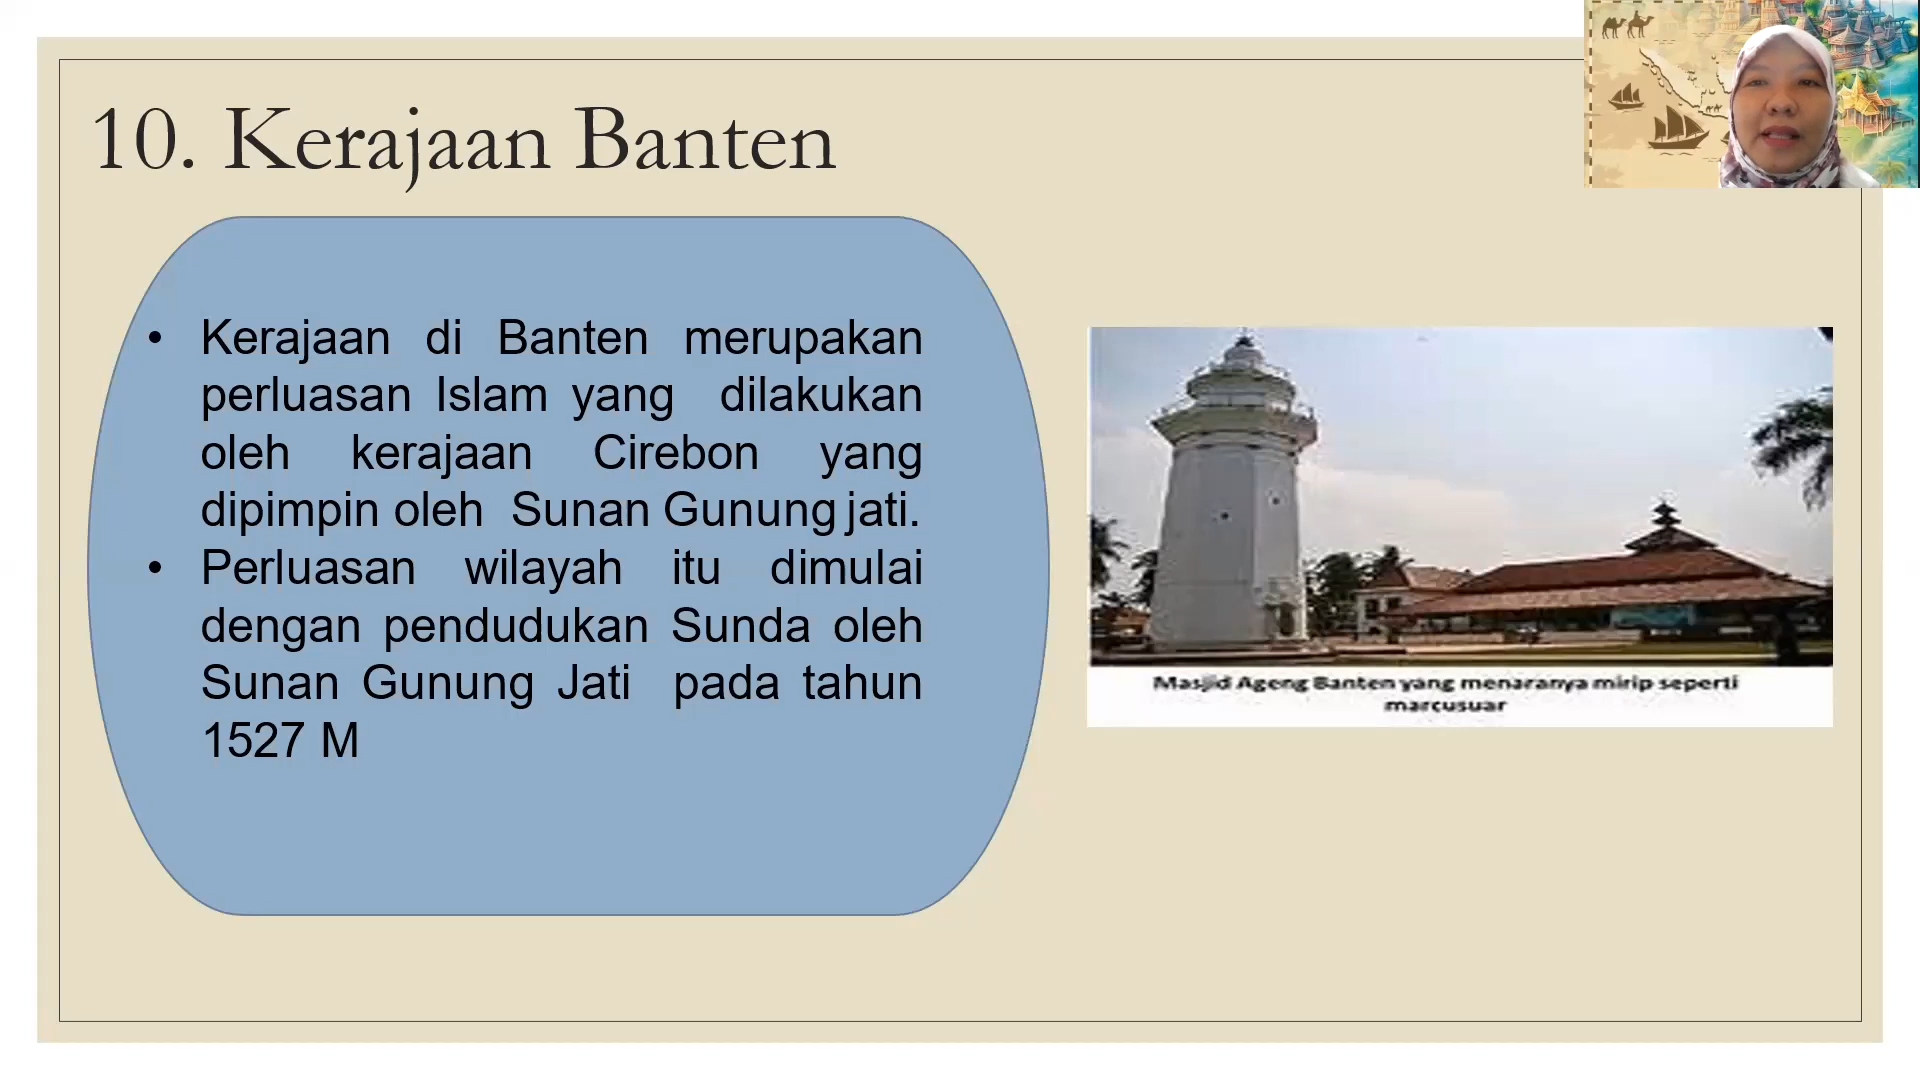 10. Kerajaan Banten
• Kerajaan di Banten merupakan
perluasan Islam yang dilakukan
oleh kerajaan Cirebon yang
dipimpin oleh Sunan Gunung jati.
• Perluasan wilayah itu dimulai
dengan pendudukan Sunda oleh
Sunan Gunung Jati pada tahun
1527 M
Masjid Ageng Banten yang menaranya mirip seperti
marcusuar